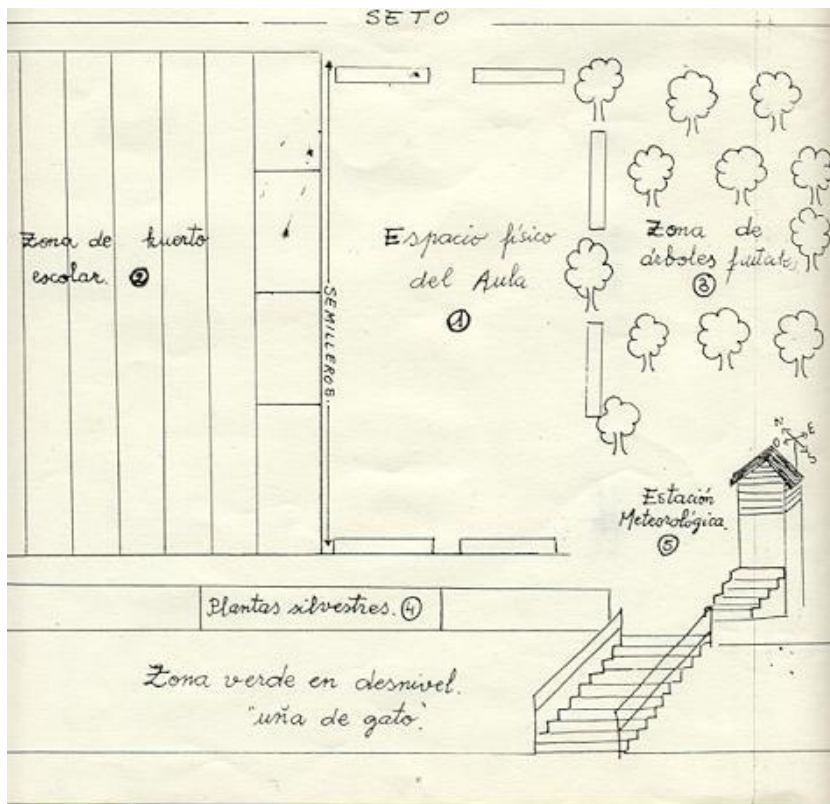 SETO
Zona de huerto
escolar. ②
SEMILLEROS.
Espacio físico
del Aula
①
Zona de
árboles frutales
③
N E
O S
Estación
Meteorológica.
⑤
Plantas silvestres. ④
Zona verde en desnivel.
"uña de gato".